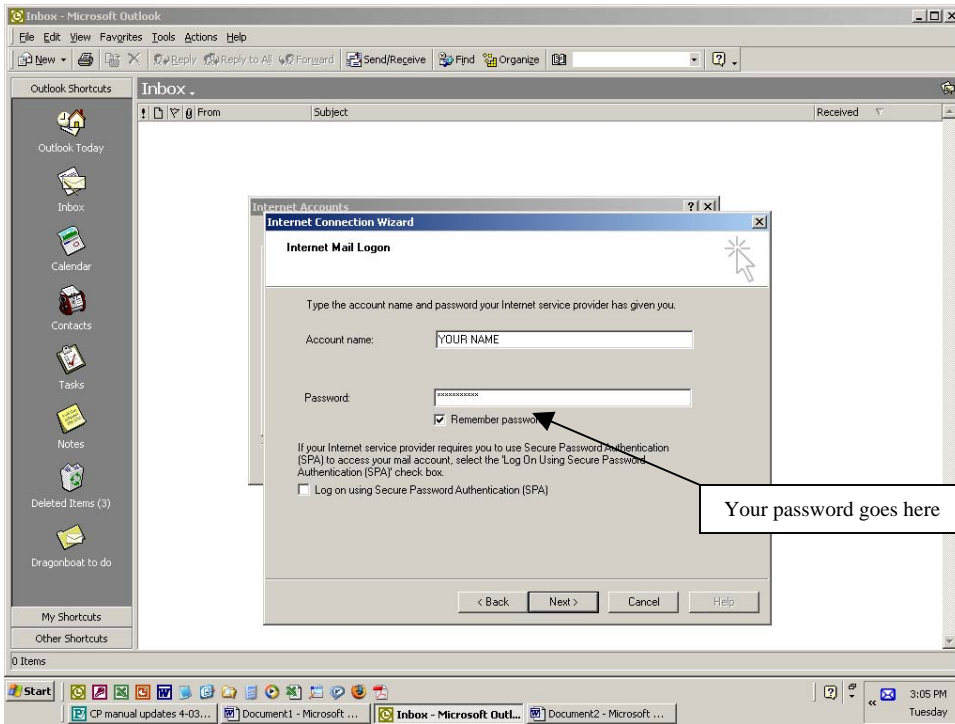 Inbox - Microsoft Outlook
File Edit View Favorites Tools Actions Help
New Reply Reply to All Forward Send/Receive Find Organize
Outlook Shortcuts
Inbox
From Subject Received
Outlook Today
Inbox
Calendar
Contacts
Tasks
Notes
Deleted Items (3)
Dragonboat to do
My Shortcuts
Other Shortcuts
Internet Accounts
Internet Connection Wizard
Internet Mail Logon
Type the account name and password your Internet service provider has given you.
Account name: YOUR NAME
Password: ***********
Remember password
If your Internet service provider requires you to use Secure Password Authentication
(SPA) to access your mail account, select the 'Log On Using Secure Password
Authentication (SPA)' check box.
Log on using Secure Password Authentication (SPA)
Your password goes here
< Back Next > Cancel Help
0 Items
Start
3:05 PM
Tuesday
CP manual updates 4-03... Document1 - Microsoft ... Inbox - Microsoft Outl... Document2 - Microsoft ...